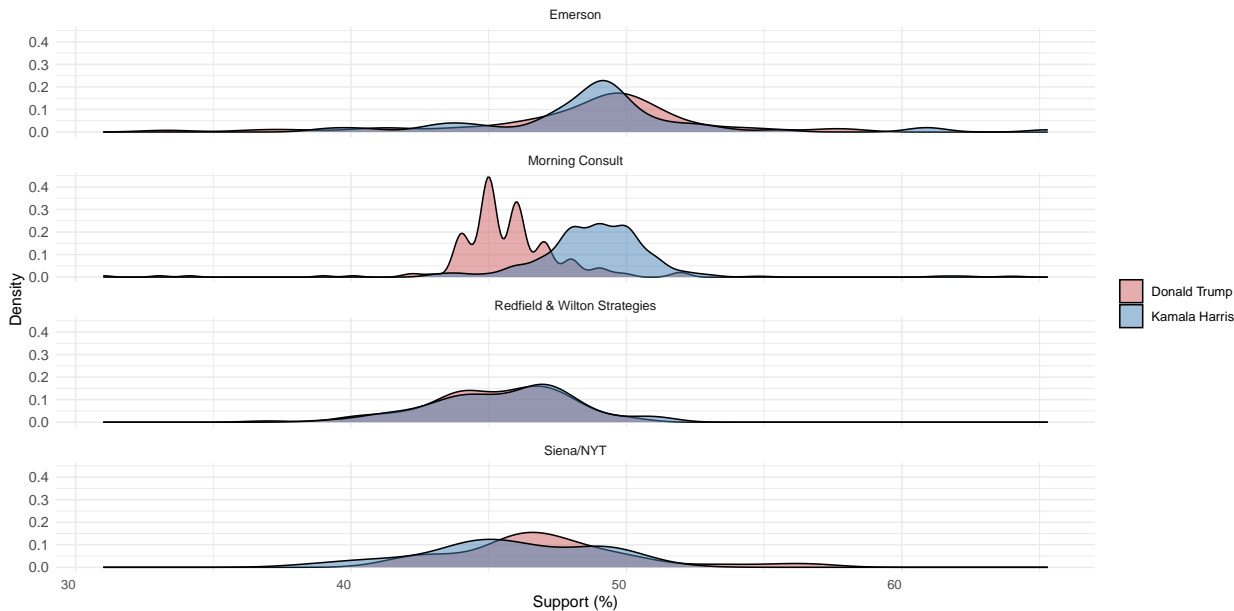 Emerson
0.4
0.3
0.2
0.1
0.0
Morning Consult
0.4
0.3
0.2
0.1
0.0
Redfield & Wilton Strategies
0.4
0.3
0.2
0.1
0.0
Siena/NYT
0.4
0.3
0.2
0.1
0.0
30 40 50 60
Support (%)
Density
Donald Trump
Kamala Harris